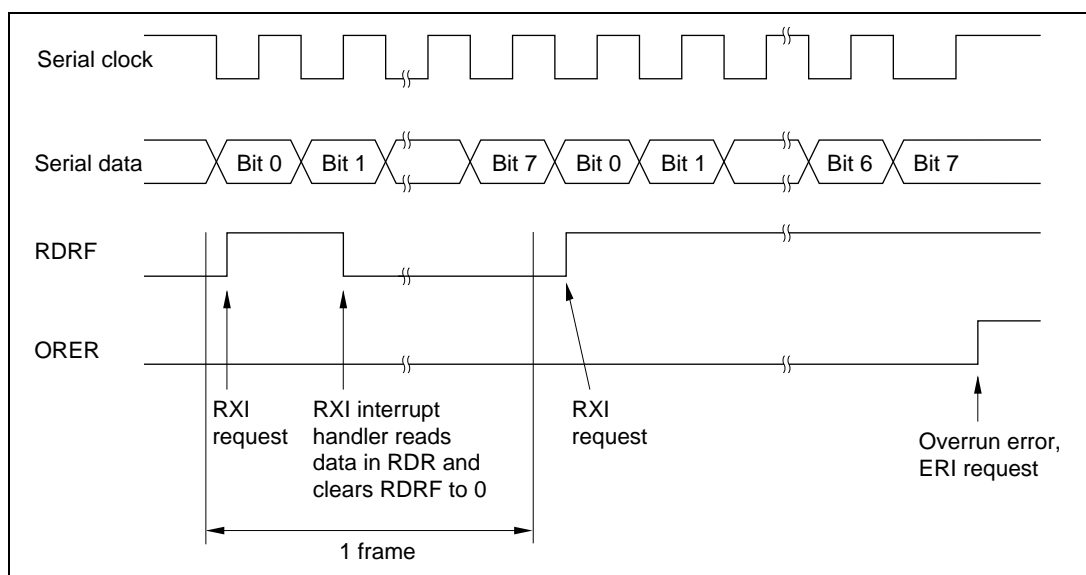 Serial clock
Serial data
Bit 0
Bit 1
Bit 7
Bit 0
Bit 1
Bit 6
Bit 7
RDRF
ORER
RXI
request
RXI interrupt
handler reads
data in RDR and
clears RDRF to 0
RXI
request
Overrun error,
ERI request
1 frame